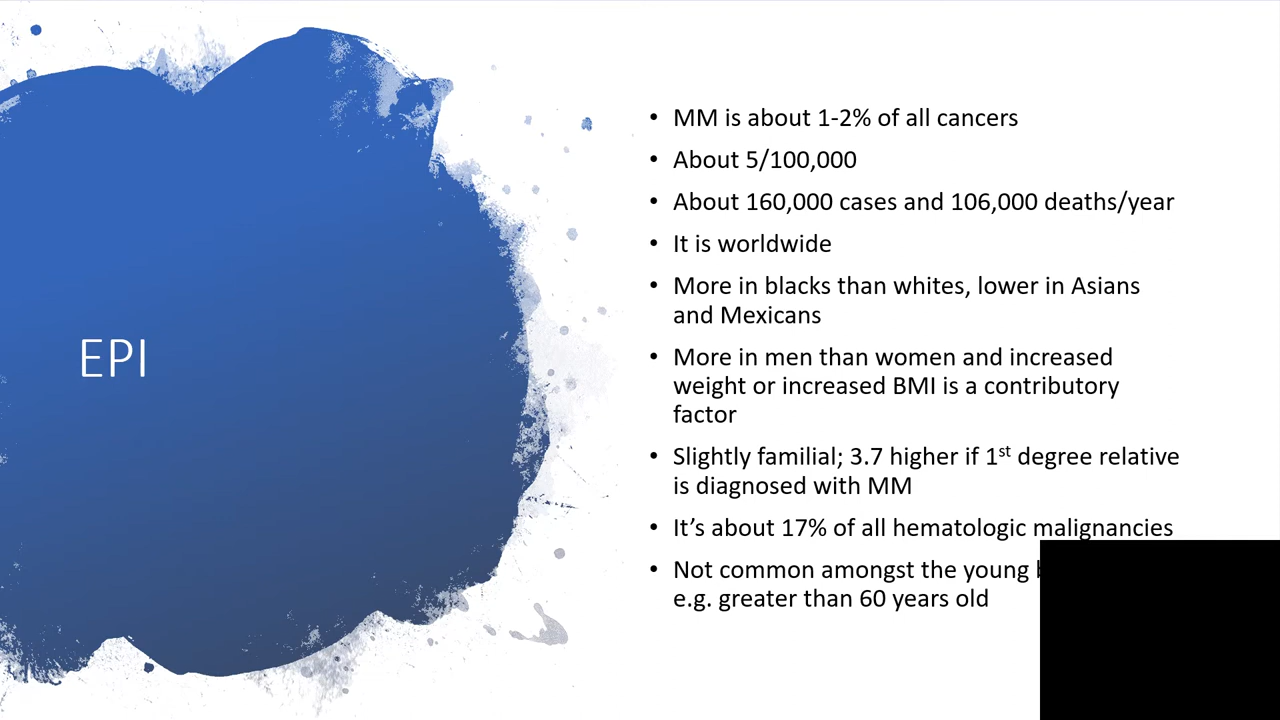 EPI
• MM is about 1-2% of all cancers
• About 5/100,000
• About 160,000 cases and 106,000 deaths/year
• It is worldwide
• More in blacks than whites, lower in Asians
and Mexicans
• More in men than women and increased
weight or increased BMI is a contributory
factor
• Slightly familial; 3.7 higher if 1st degree relative
is diagnosed with MM
• It’s about 17% of all hematologic malignancies
• Not common amongst the young
e.g. greater than 60 years old